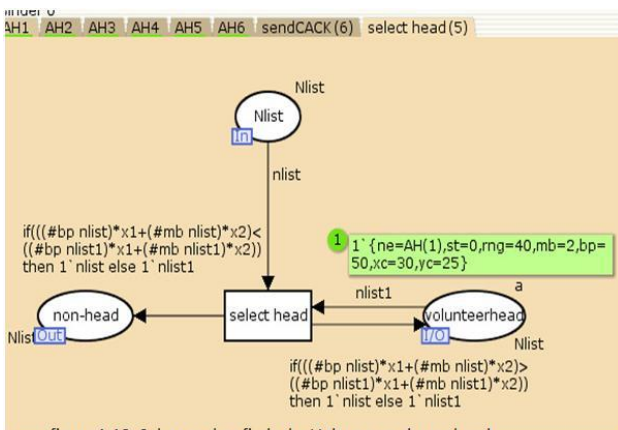 AH1 AH2 AH3 AH4 AH5 AH6 sendCACK (6) select head (5)
Nlist
Nlist
In
nlist
if(((#bp nlist)*x1+(#mb nlist)*x2)<
((#bp nlist1)*x1+(#mb nlist1)*x2))
then 1`nlist else 1`nlist1
1
1`{ne=AH(1),st=0,rng=40,mb=2,bp=
50,xc=30,yc=25}
a
nlist1
non-head
select head
volunteerhead
Nlist
Out
I/O
Nlist
if(((#bp nlist)*x1+(#mb nlist)*x2)>
((#bp nlist1)*x1+(#mb nlist1)*x2))
then 1`nlist else 1`nlist1